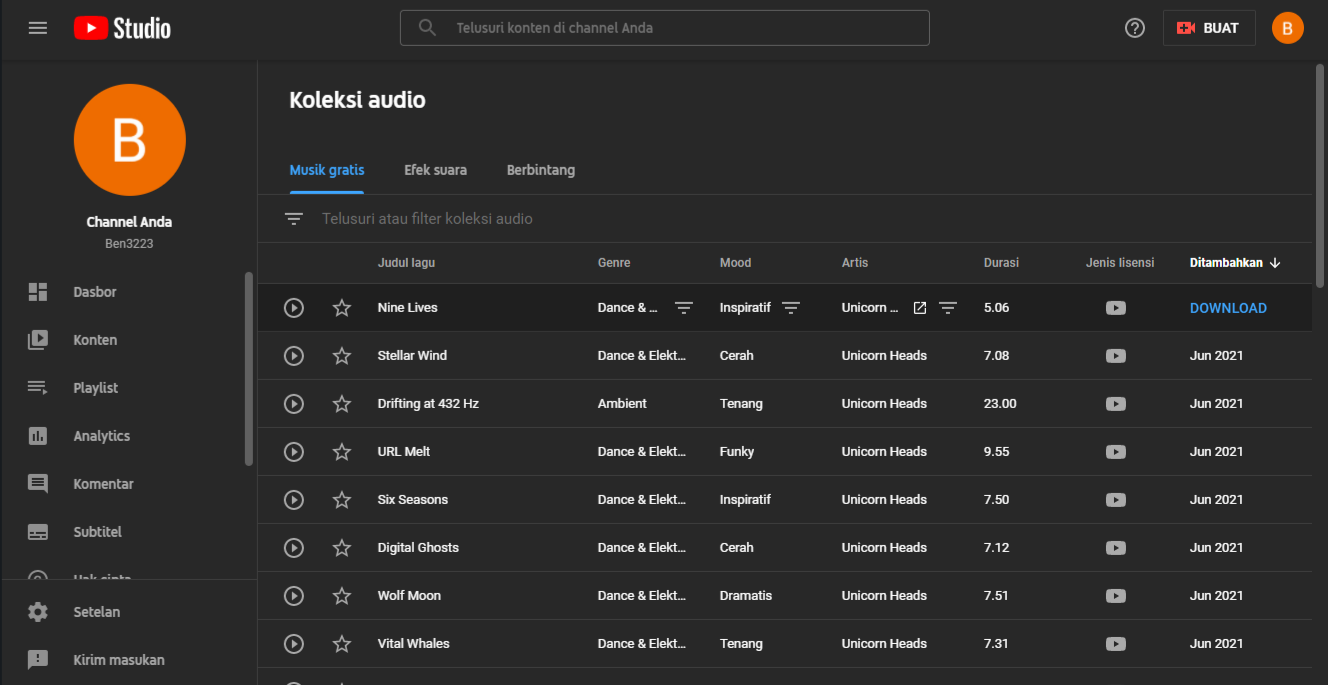 Studio
Telusuri konten di channel Anda
BUAT
B
B
Channel Anda
Ben3223
Dasbor
Konten
Playlist
Analytics
Komentar
Subtitel
Hak cipta
Setelan
Kirim masukan
Koleksi audio
Musik gratis Efek suara Berbintang
Telusuri atau filter koleksi audio
Judul lagu Genre Mood Artis Durasi Jenis lisensi Ditambahkan
Nine Lives Dance & ... Inspiratif Unicorn ... 5.06 DOWNLOAD
Stellar Wind Dance & Elekt... Cerah Unicorn Heads 7.08 Jun 2021
Drifting at 432 Hz Ambient Tenang Unicorn Heads 23.00 Jun 2021
URL Melt Dance & Elekt... Funky Unicorn Heads 9.55 Jun 2021
Six Seasons Dance & Elekt... Inspiratif Unicorn Heads 7.50 Jun 2021
Digital Ghosts Dance & Elekt... Cerah Unicorn Heads 7.12 Jun 2021
Wolf Moon Dance & Elekt... Dramatis Unicorn Heads 7.51 Jun 2021
Vital Whales Dance & Elekt... Tenang Unicorn Heads 7.31 Jun 2021